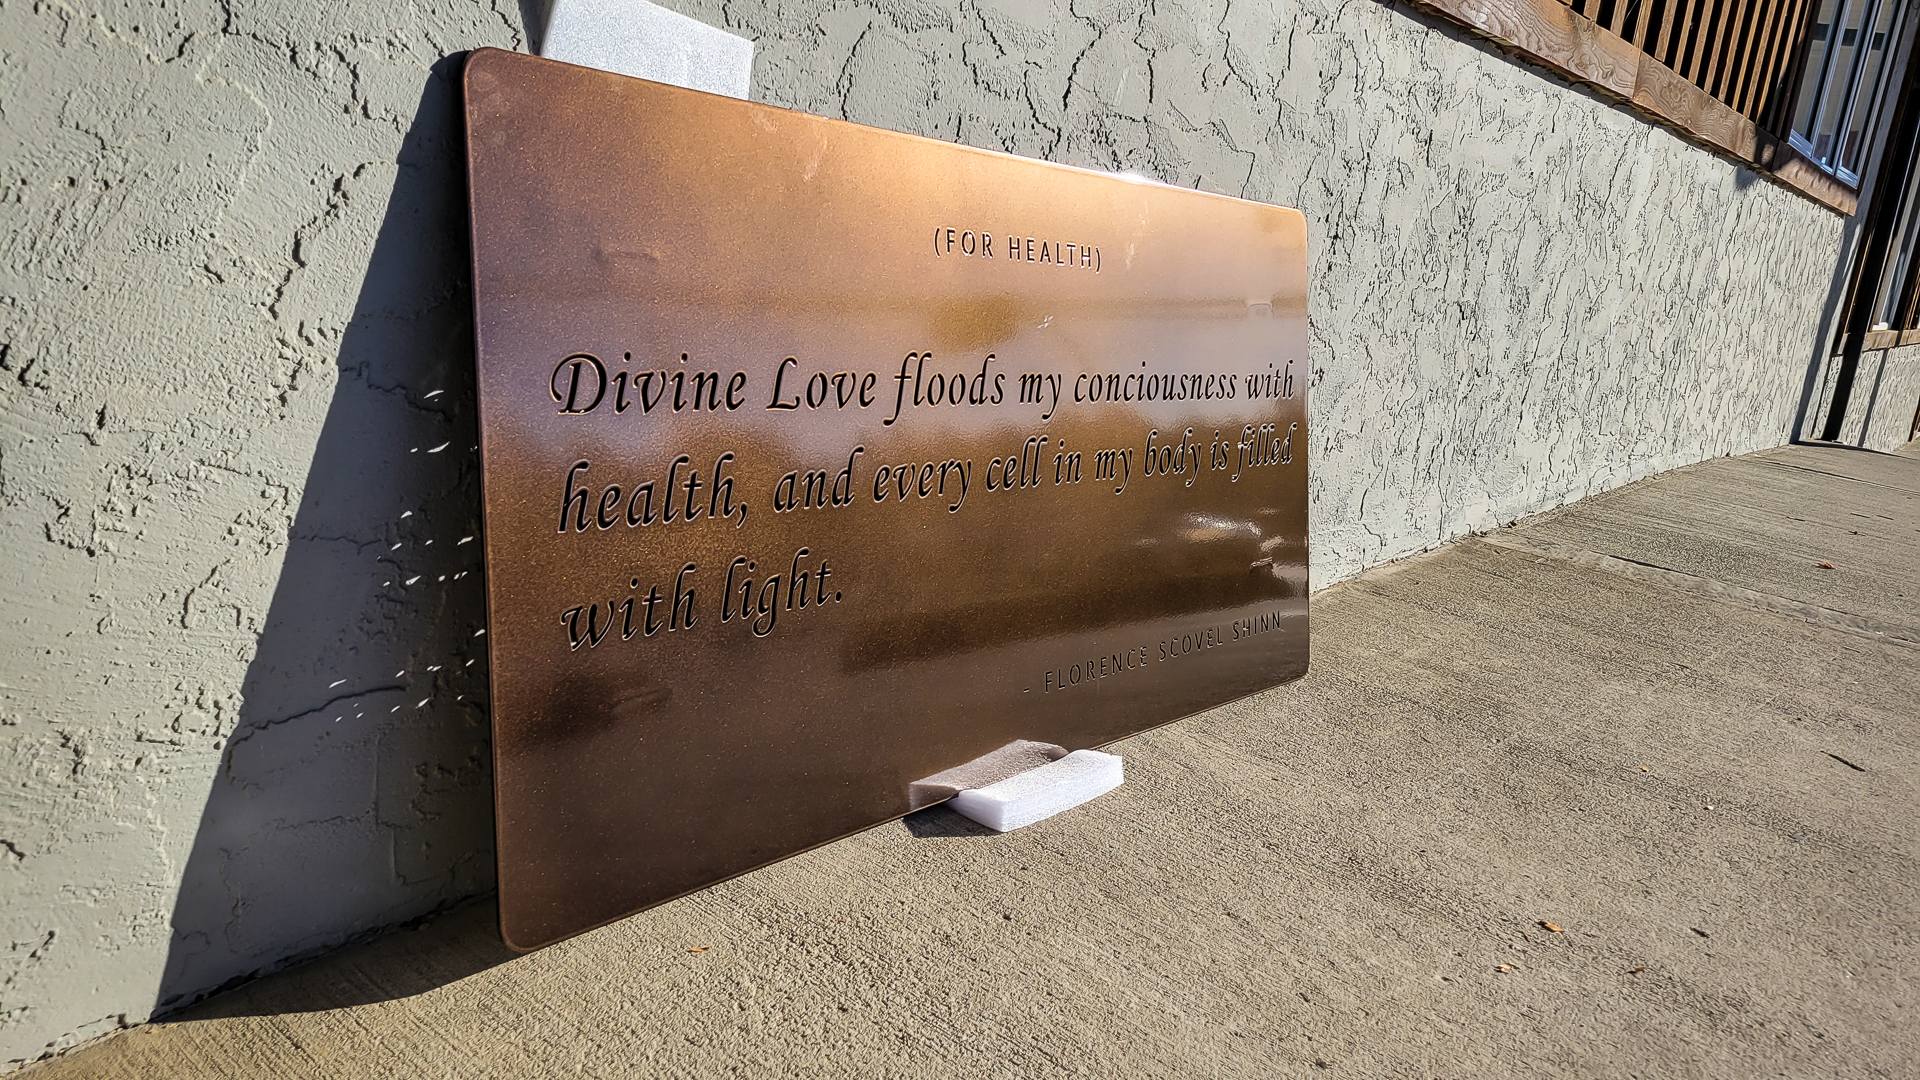 (FOR HEALTH)
Divine Love floods my conciousness with
health, and every cell in my body is filled
with light.
- FLORENCE SCOVEL SHINN